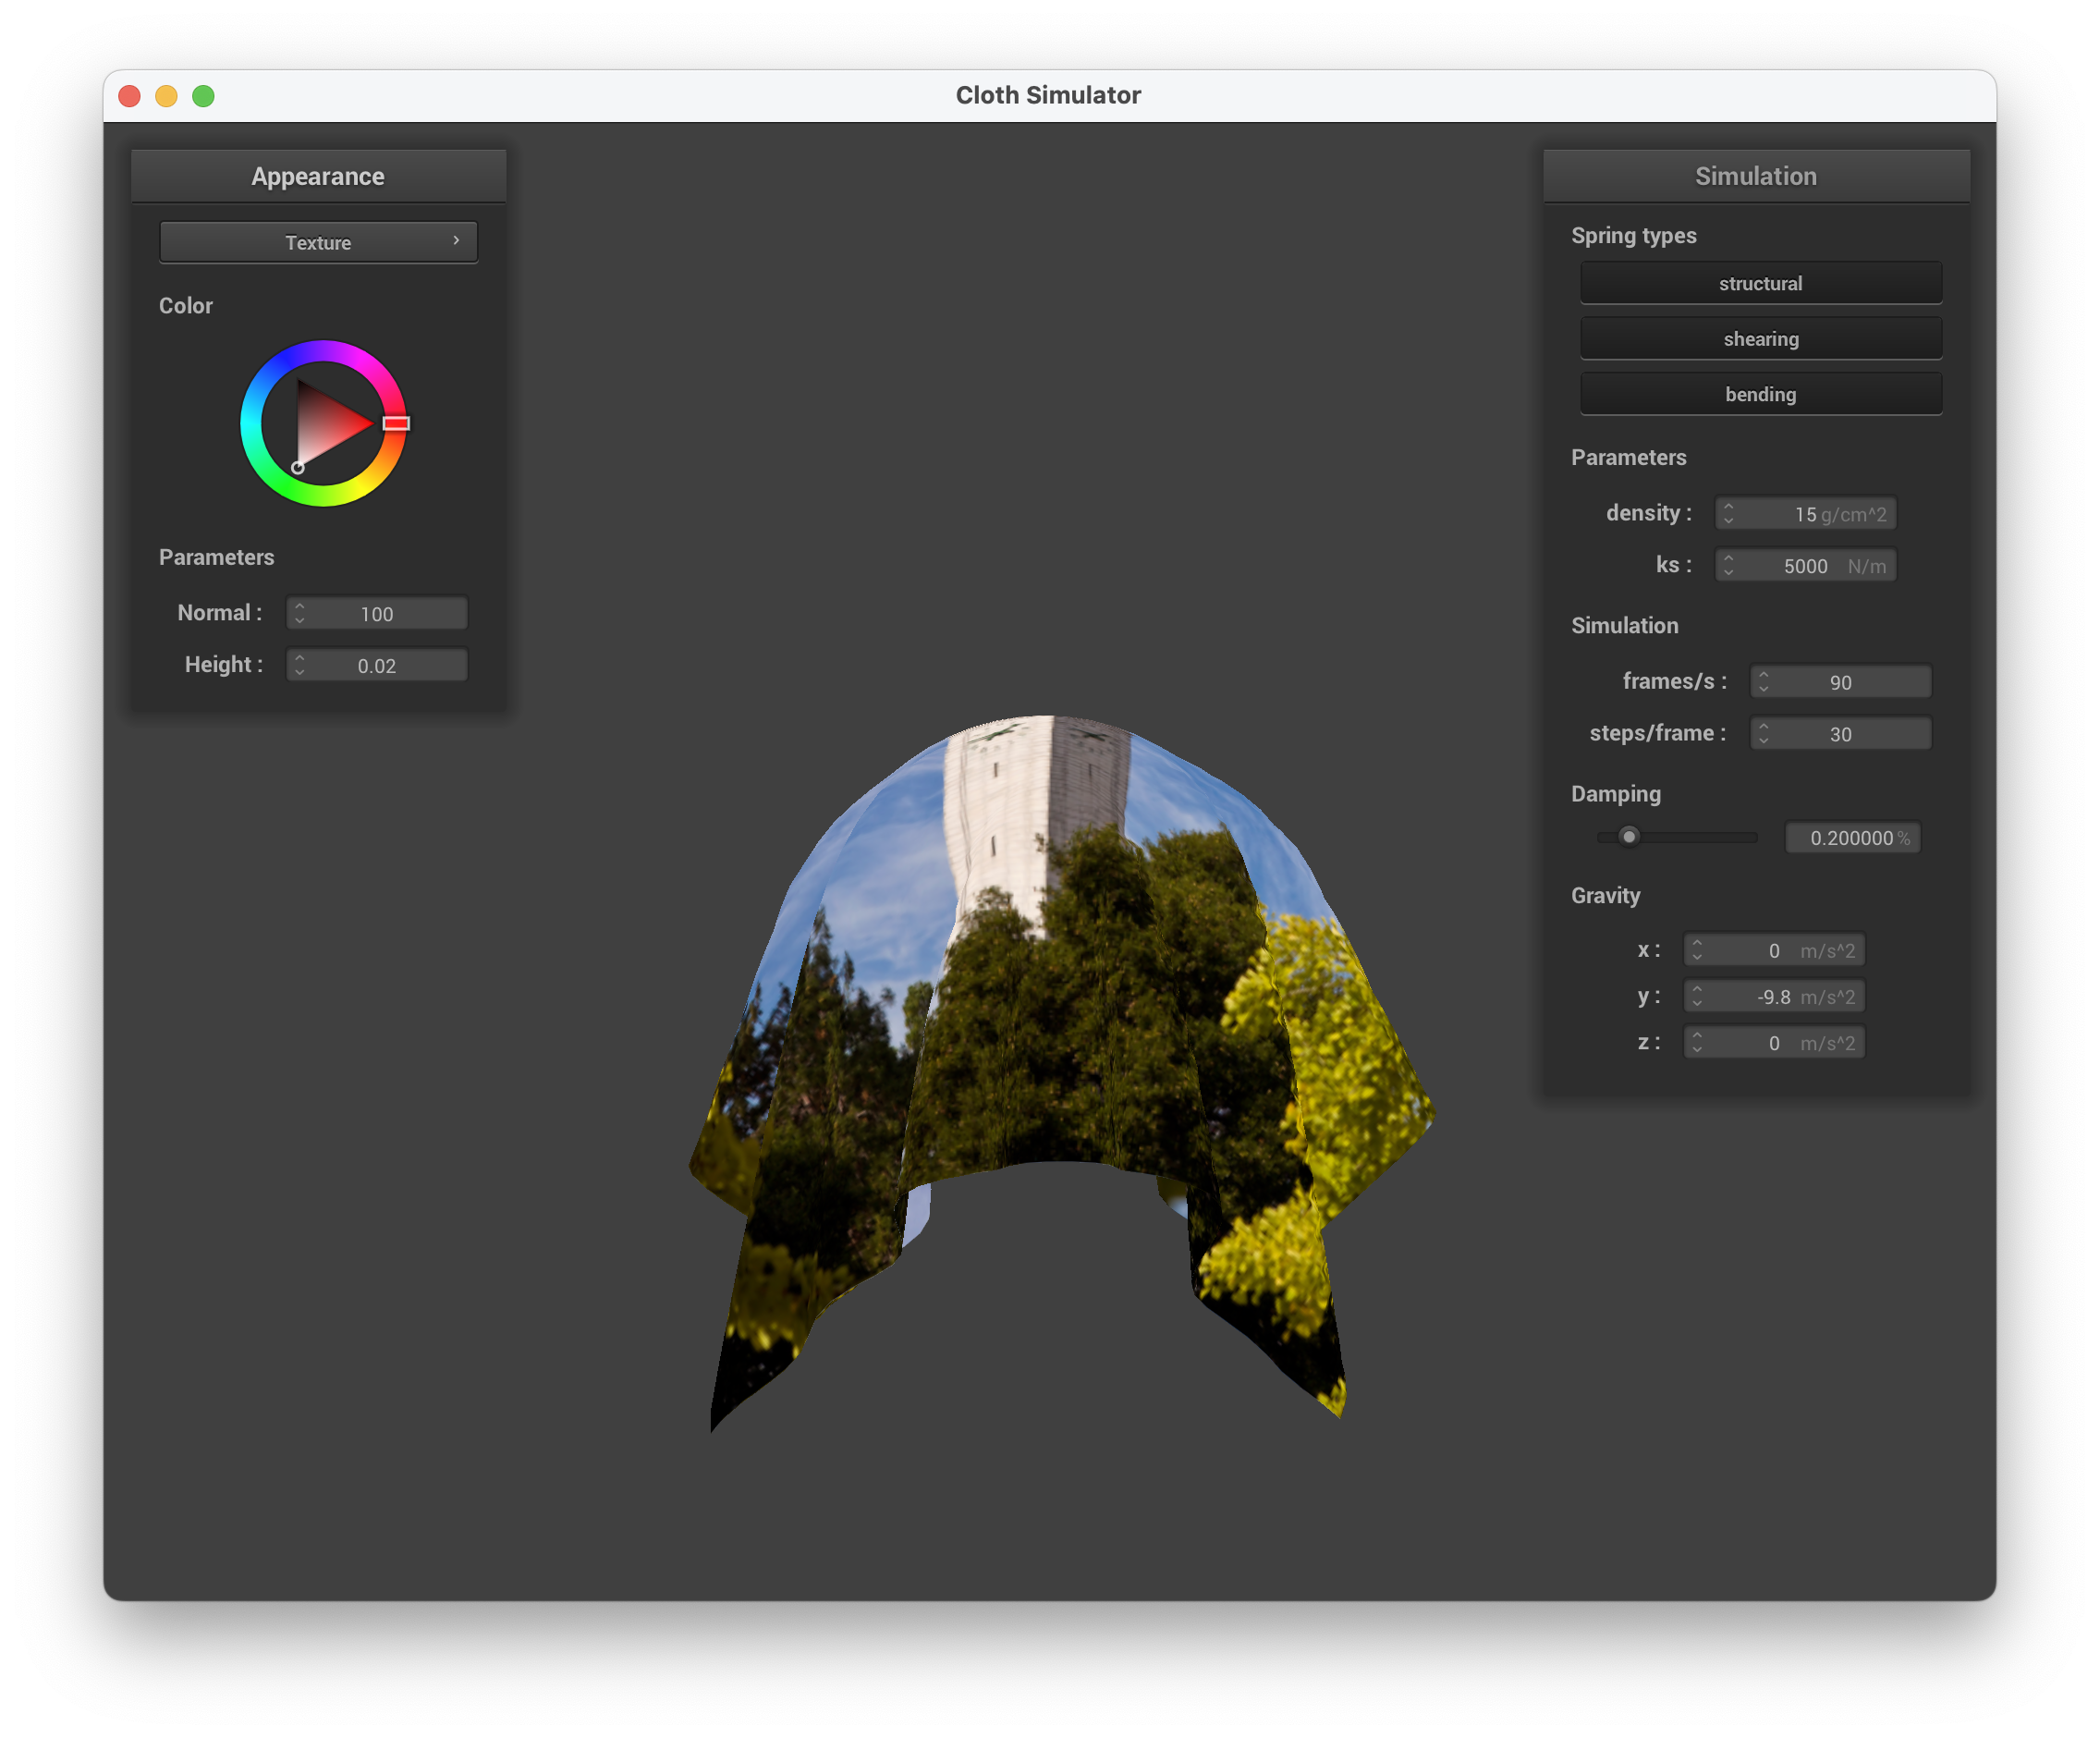 Cloth Simulator
Appearance
Texture
Color
Parameters
Normal : 100
Height : 0.02
Simulation
Spring types
structural
shearing
bending
Parameters
density : 15 g/cm^2
ks : 5000 N/m
Simulation
frames/s : 90
steps/frame : 30
Damping
0.200000 %
Gravity
x : 0 m/s^2
y : -9.8 m/s^2
z : 0 m/s^2